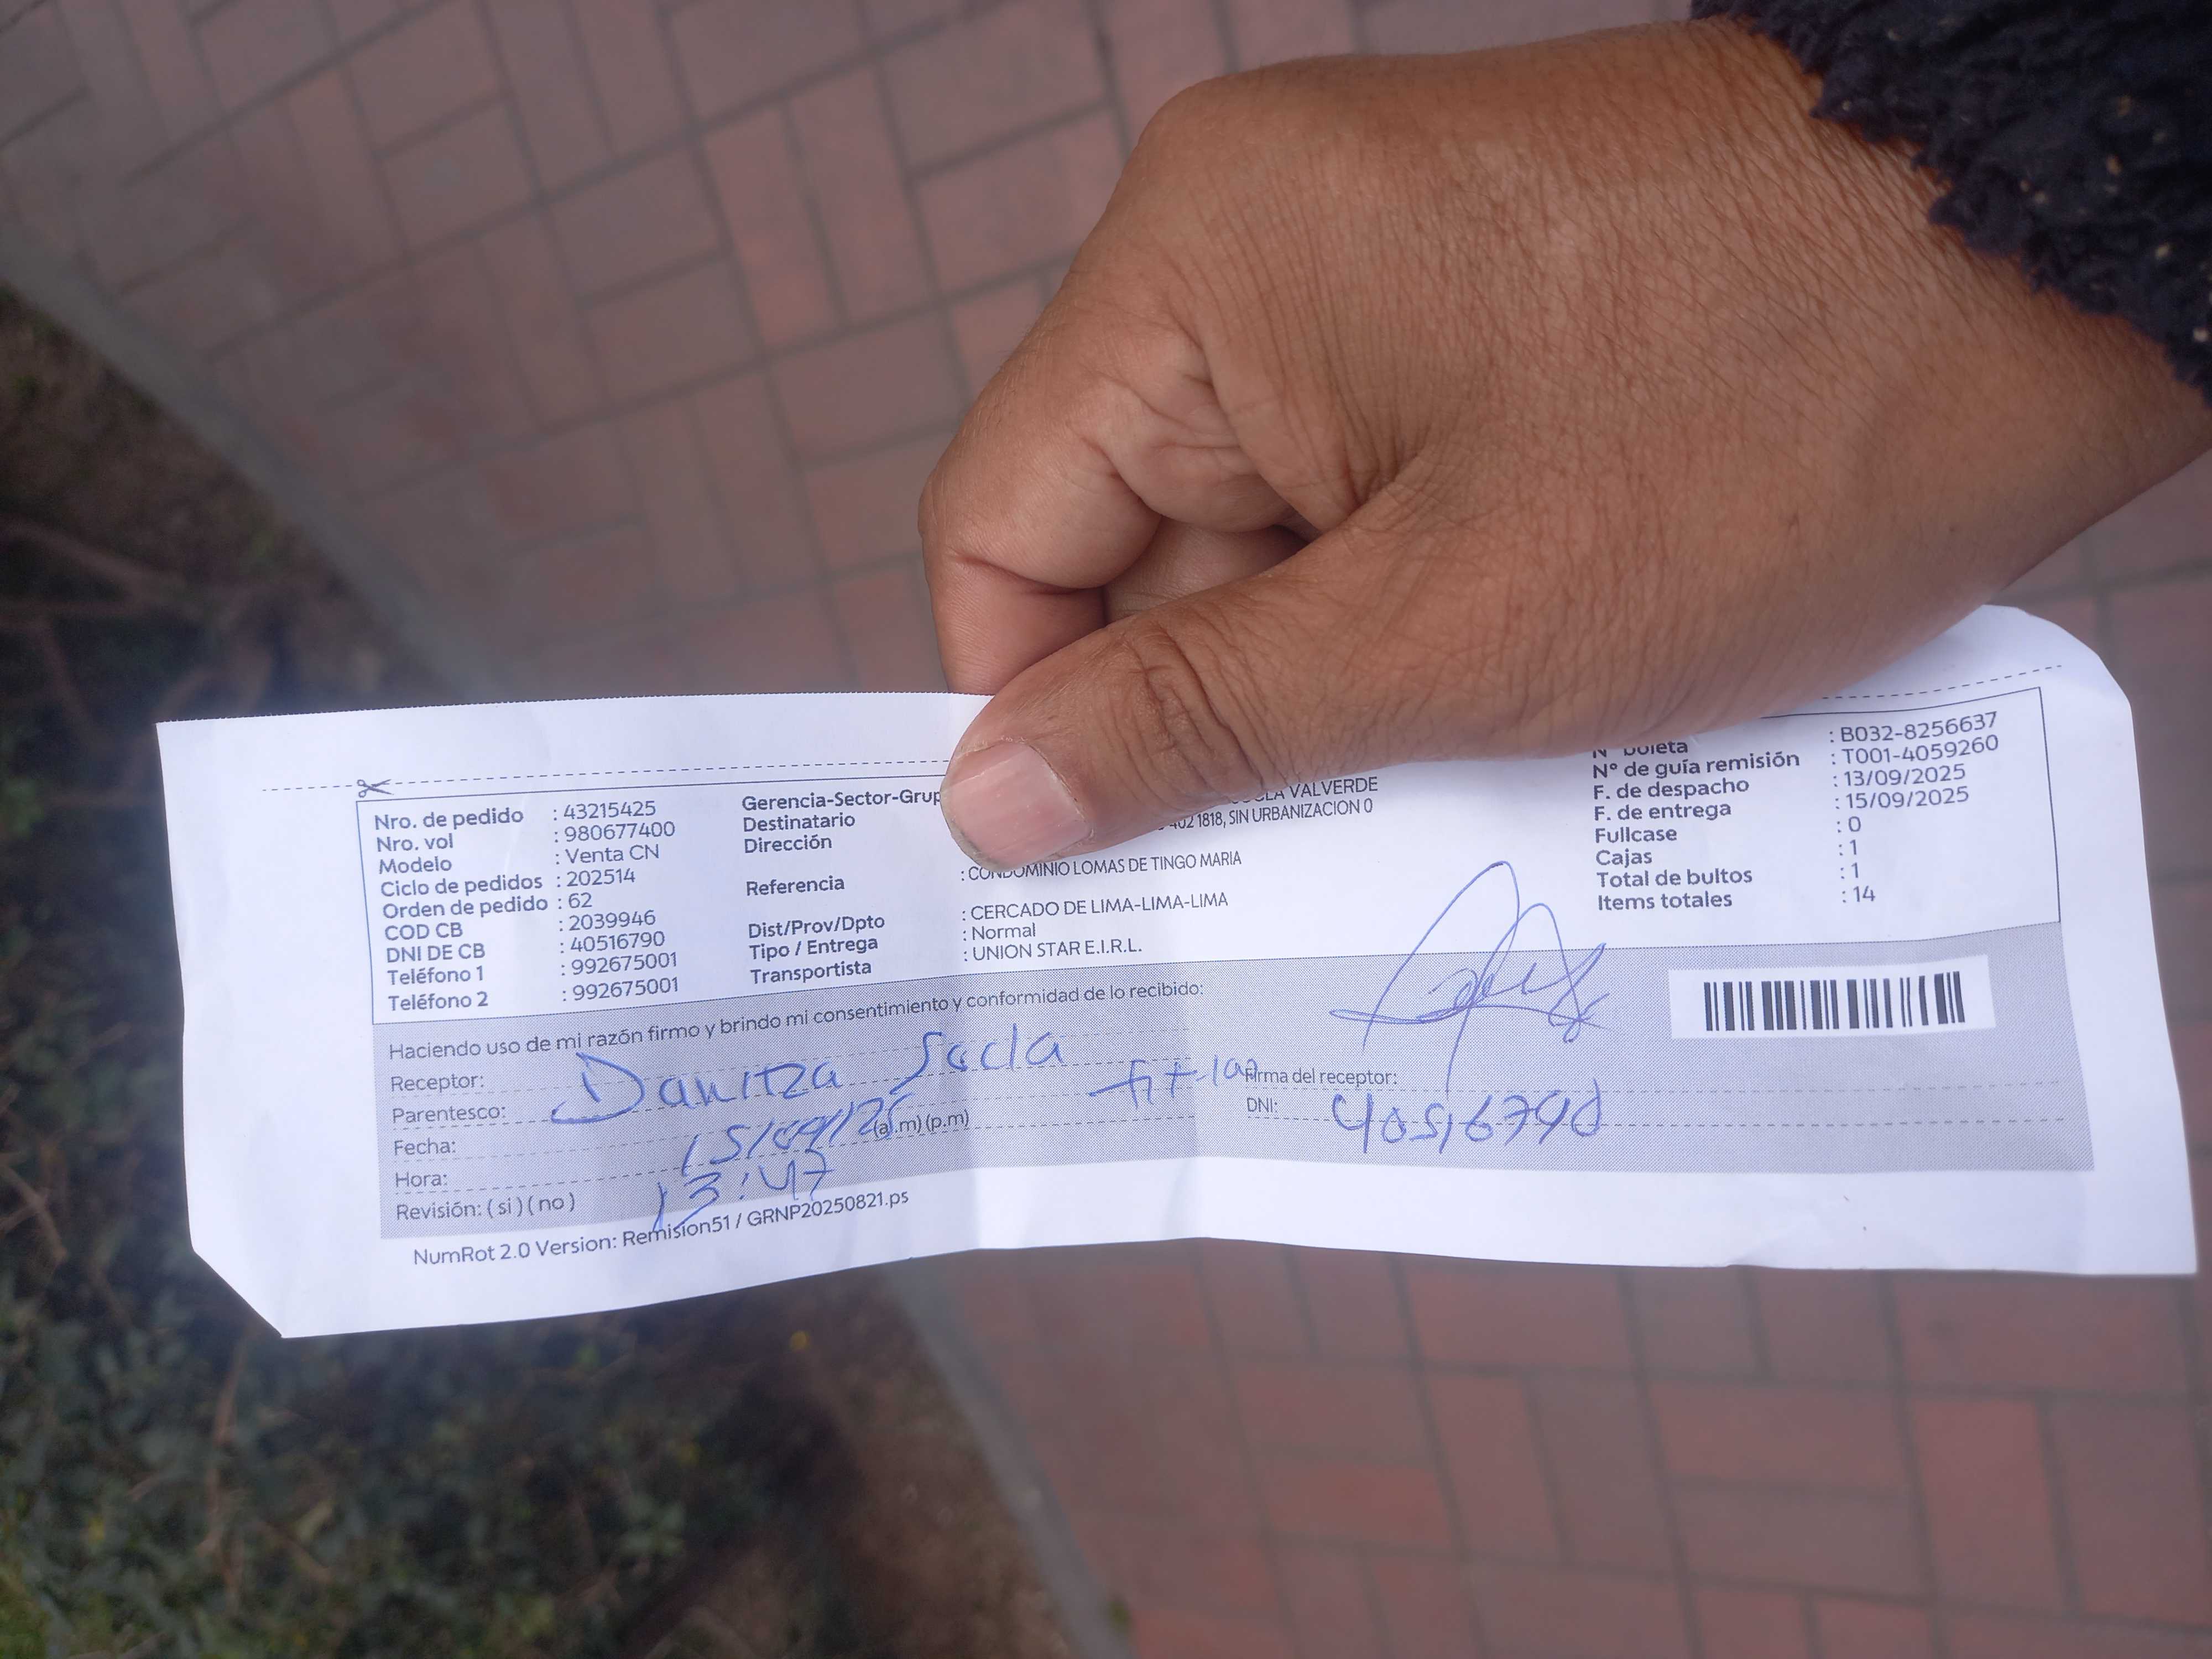 Nro. de pedido : 43215425
Nro. vol : 980677400
Modelo : Venta CN
Ciclo de pedidos : 202514
Orden de pedido : 62
COD CB : 2039946
DNI DE CB : 40516790
Teléfono 1 : 992675001
Teléfono 2 : 992675001
Gerencia-Sector-Grup
Destinatario VALVERDE
Dirección 1818, SIN URBANIZACION 0
Referencia : CONDOMINIO LOMAS DE TINGO MARIA
Dist/Prov/Dpto : CERCADO DE LIMA-LIMA-LIMA
Tipo / Entrega : Normal
Transportista : UNION STAR E.I.R.L.
N° boleta : B032-8256637
N° de guía remisión : T001-4059260
F. de despacho : 13/09/2025
F. de entrega : 15/09/2025
Fullcase : 0
Cajas : 1
Total de bultos : 1
Items totales : 14
Haciendo uso de mi razón firmo y brindo mi consentimiento y conformidad de lo recibido:
Receptor: Danitza Socla
Parentesco: titular
Fecha: 15/09/25
Hora: 13:47 (a.m) (p.m)
Revisión: ( si ) ( no )
Firma del receptor:
DNI: 40516790
NumRot 2.0 Version: Remision51 / GRNP20250821.ps